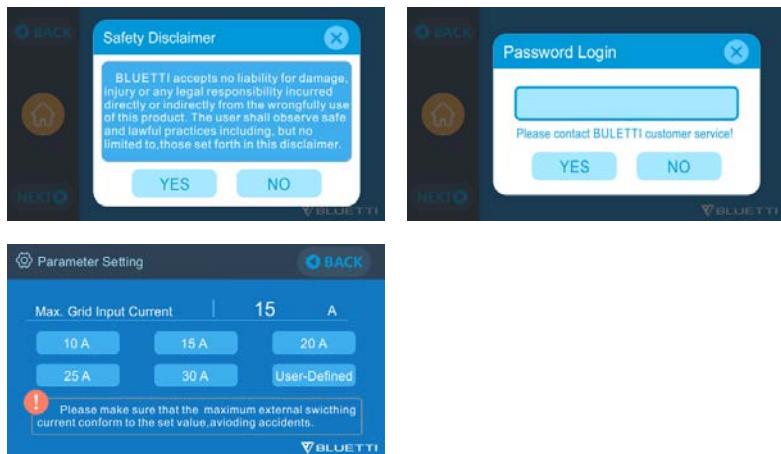 BACK
Safety Disclaimer
BLUETTI accepts no liability for damage,
injury or any legal responsibility incurred
directly or indirectly from the wrongfully use
of this product. The user shall observe safe
and lawful practices including, but no
limited to,those set forth in this disclaimer.
YES NO
NEXT
BLUETTI
BACK
Password Login
Please contact BULETTI customer service!
YES NO
NEXT
BLUETTI
Parameter Setting BACK
Max. Grid Input Current 15 A
10 A 15 A 20 A
25 A 30 A User-Defined
! Please make sure that the maximum external swicthing
current conform to the set value,avioding accidents.
BLUETTI